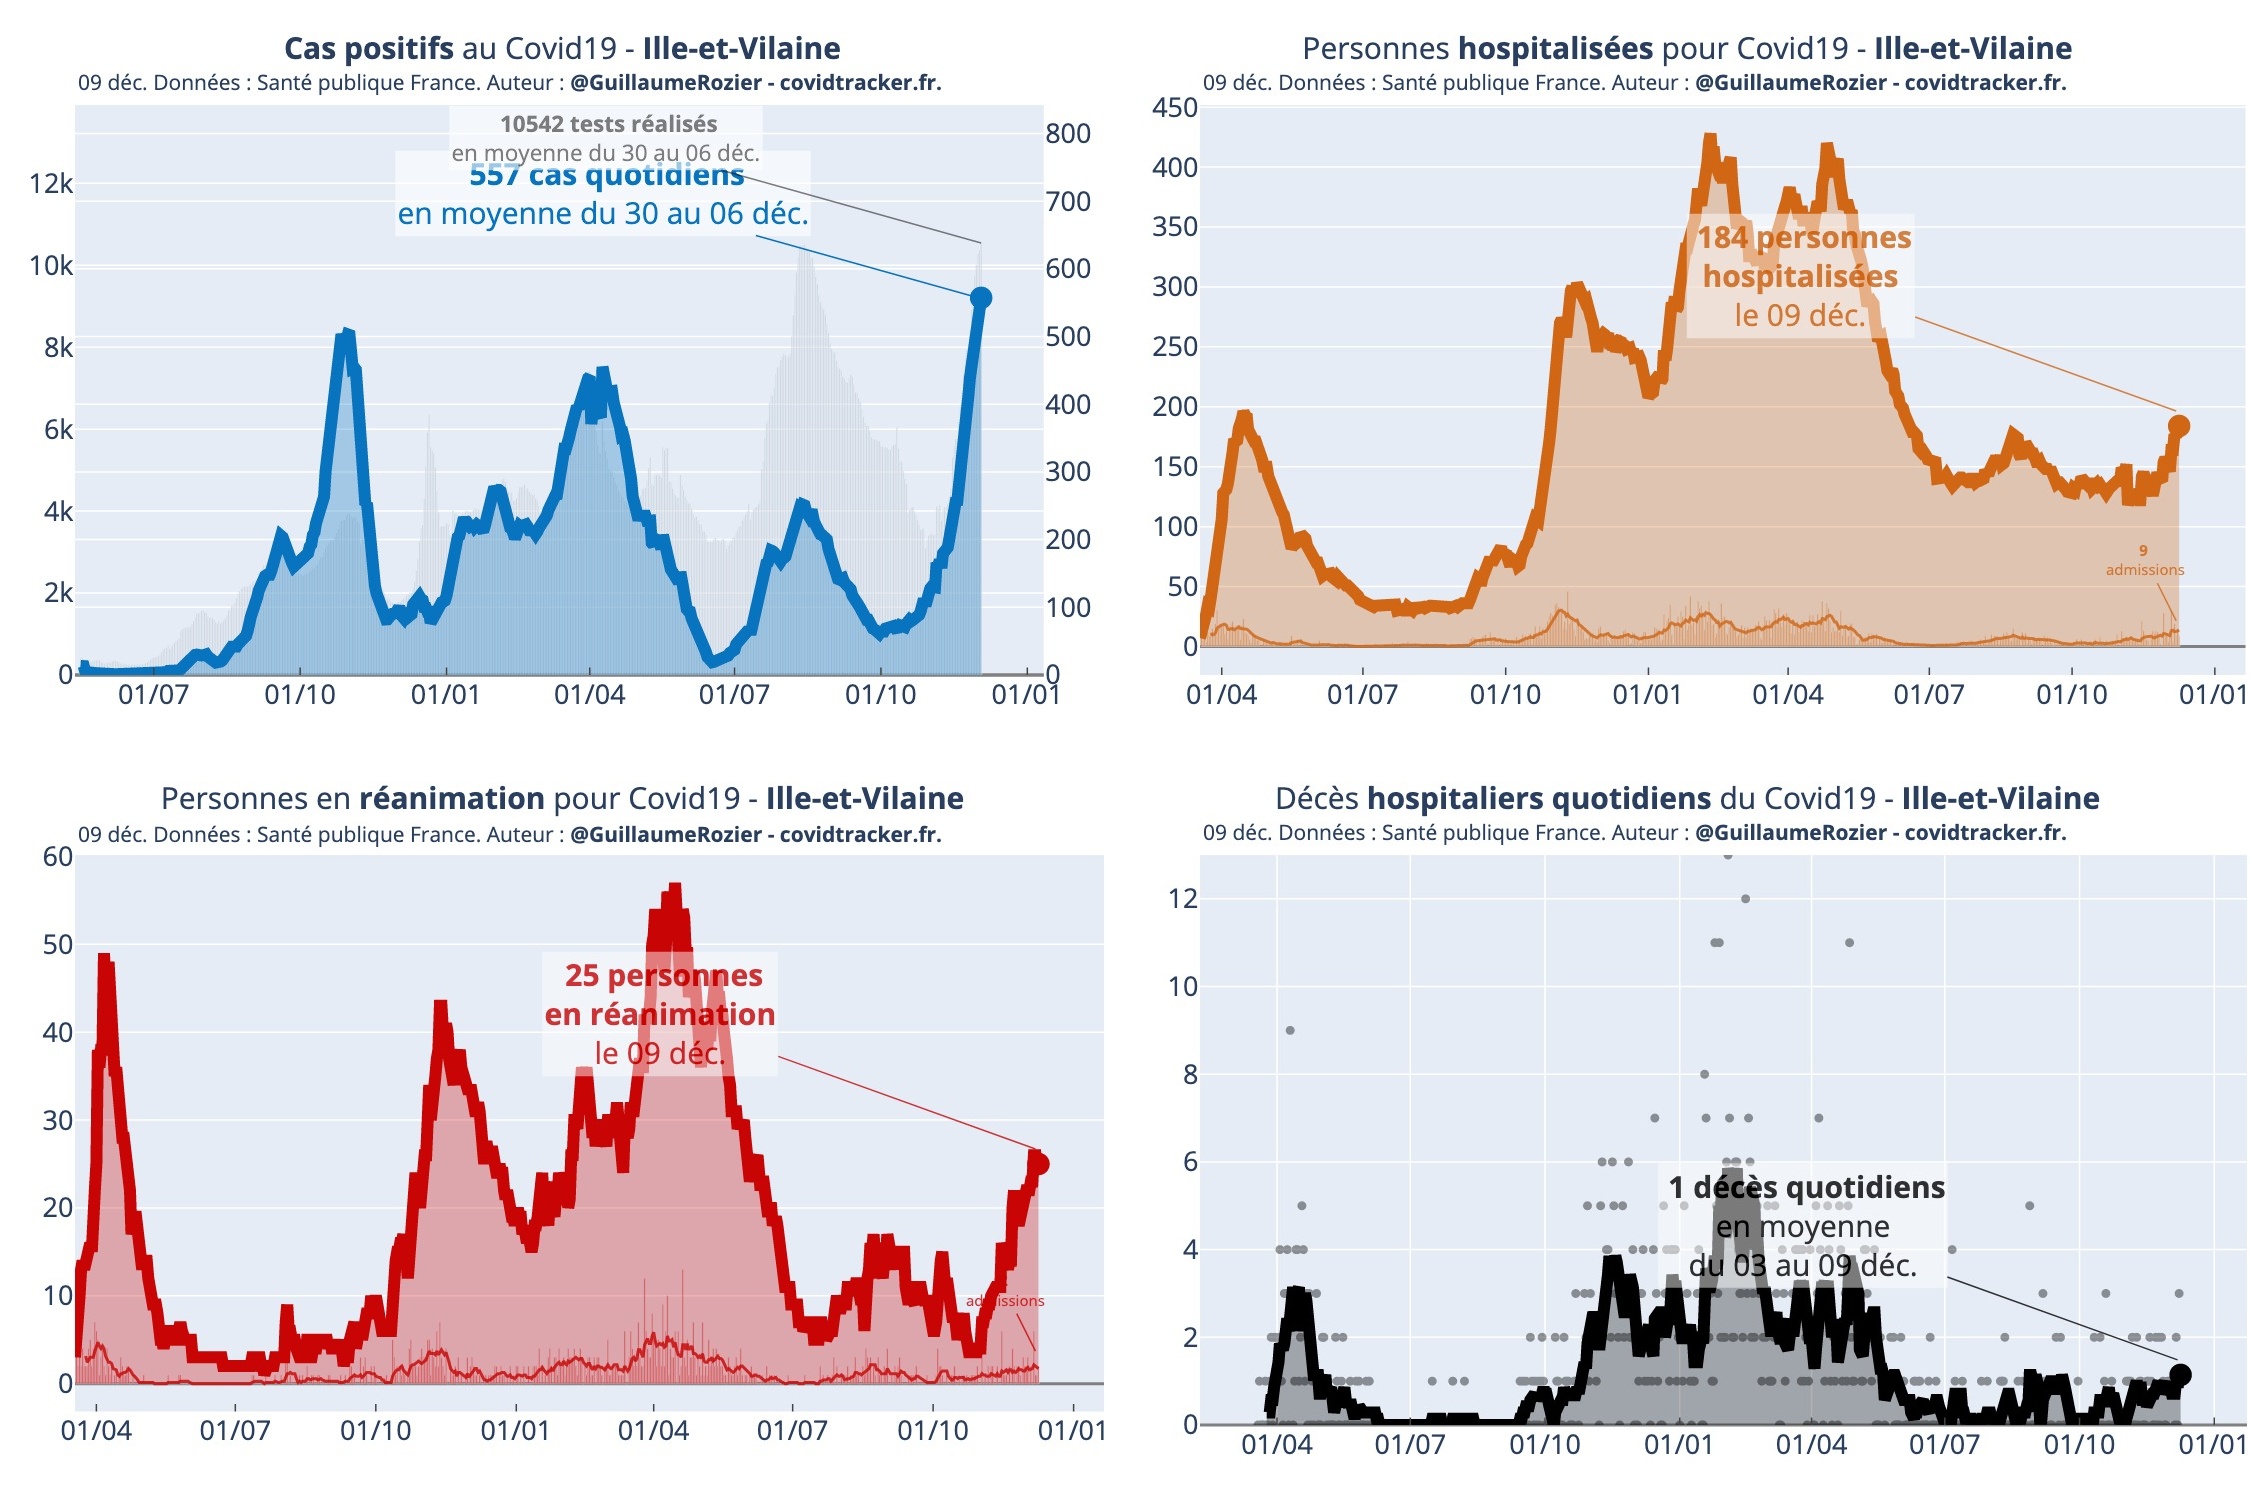 Cas positifs au Covid19 - Ille-et-Vilaine
09 déc. Données : Santé publique France. Auteur : @GuillaumeRozier - covidtracker.fr.
10542 tests réalisés
en moyenne du 30 au 06 déc.
557 cas quotidiens
en moyenne du 30 au 06 déc.
12k
10k
8k
6k
4k
2k
0
800
700
600
500
400
300
200
100
0
01/07 01/10 01/01 01/04 01/07 01/10 01/01
Personnes hospitalisées pour Covid19 - Ille-et-Vilaine
09 déc. Données : Santé publique France. Auteur : @GuillaumeRozier - covidtracker.fr.
450
400
350
300
250
200
150
100
50
0
184 personnes
hospitalisées
le 09 déc.
9
admissions
01/04 01/07 01/10 01/01 01/04 01/07 01/10 01/01
Personnes en réanimation pour Covid19 - Ille-et-Vilaine
09 déc. Données : Santé publique France. Auteur : @GuillaumeRozier - covidtracker.fr.
60
50
40
30
20
10
0
25 personnes
en réanimation
le 09 déc.
admissions
01/04 01/07 01/10 01/01 01/04 01/07 01/10 01/01
Décès hospitaliers quotidiens du Covid19 - Ille-et-Vilaine
09 déc. Données : Santé publique France. Auteur : @GuillaumeRozier - covidtracker.fr.
12
10
8
6
4
2
0
1 décès quotidiens
en moyenne
du 03 au 09 déc.
01/04 01/07 01/10 01/01 01/04 01/07 01/10 01/01